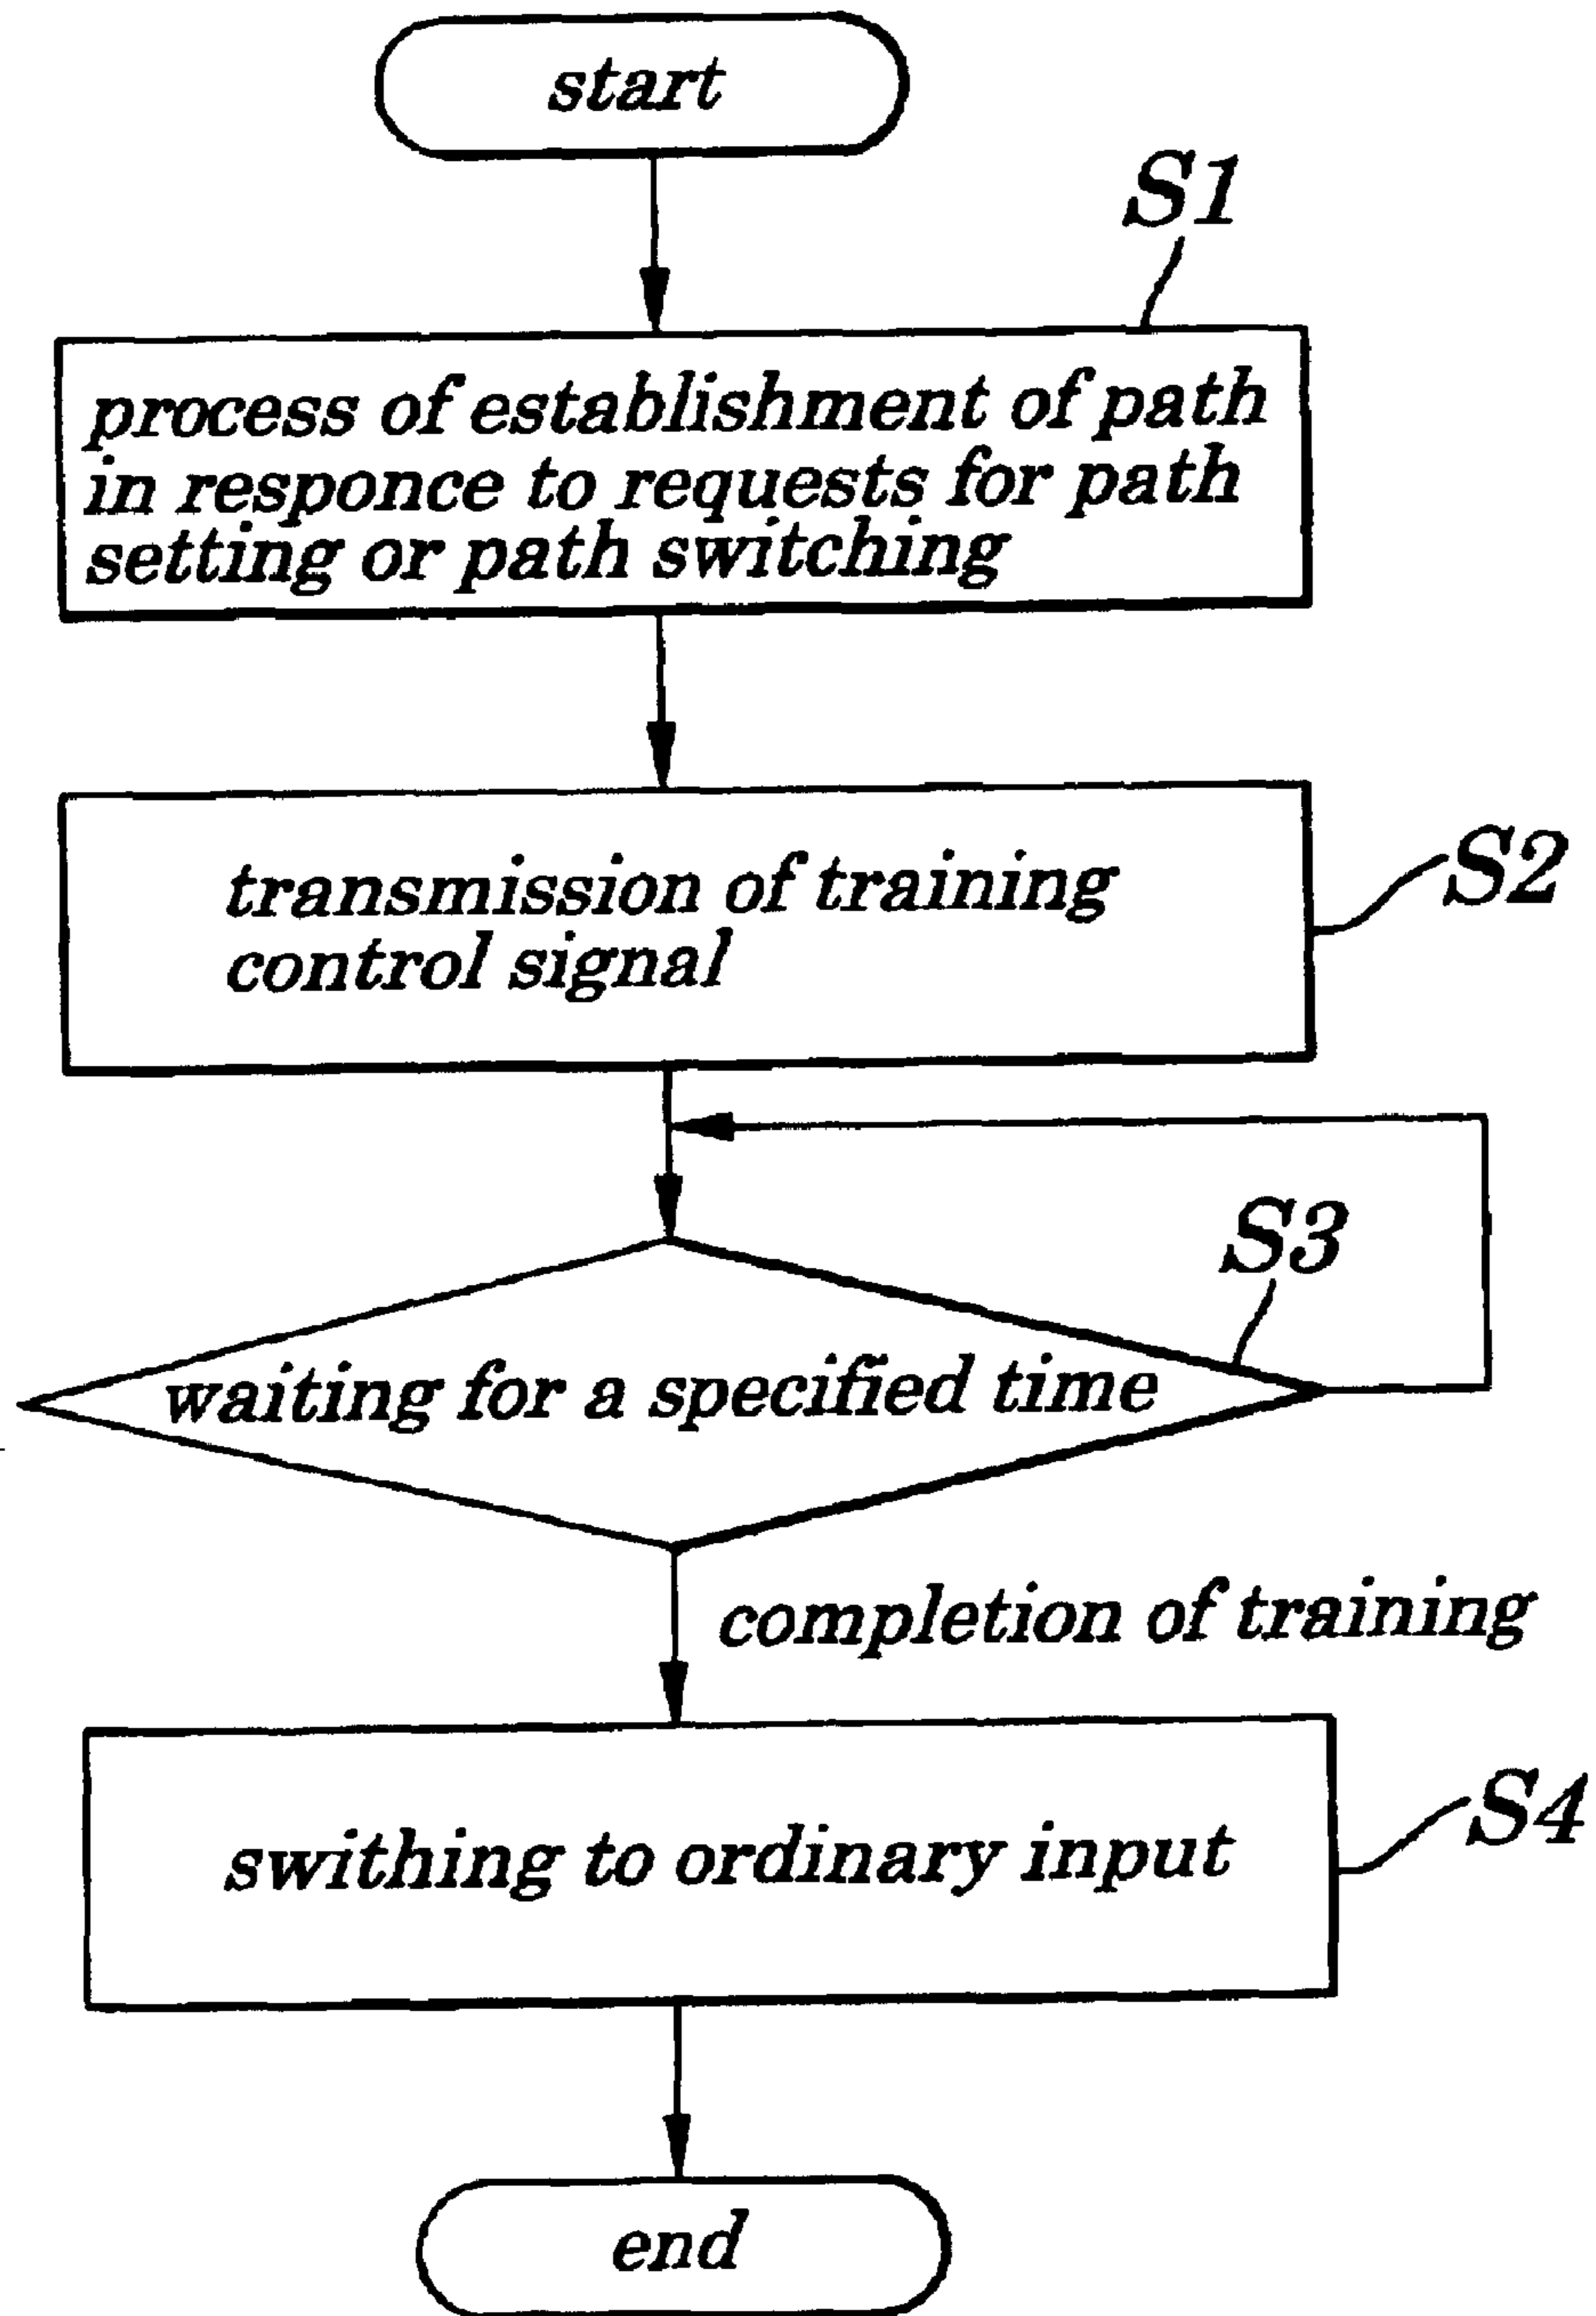 start
S1
process of establishment of path
in responce to requests for path
setting or path switching
transmission of training
control signal
S2
S3
waiting for a specified time
completion of training
swithing to ordinary input
S4
end